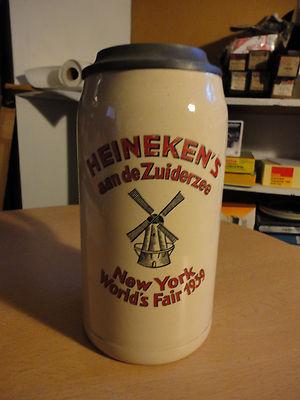 HEINEKEN'S
aan de Zuiderzee
New York
World's Fair 1939